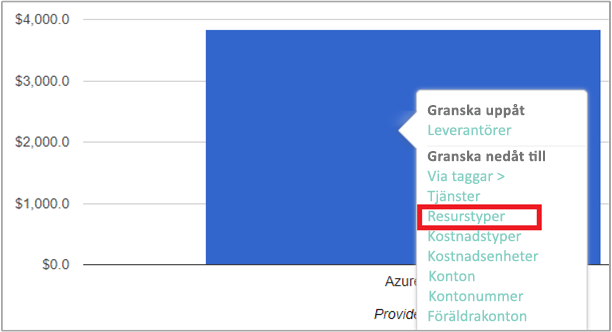 $4,000.0
$3,000.0
$2,000.0
$1,000.0
$0.0
Granska uppåt
Leverantörer
Granska nedåt till
Via taggar >
Tjänster
Resurstyper
Kostnadstyper
Kostnadsenheter
Konton
Kontonummer
Föräldrakonton
Azure